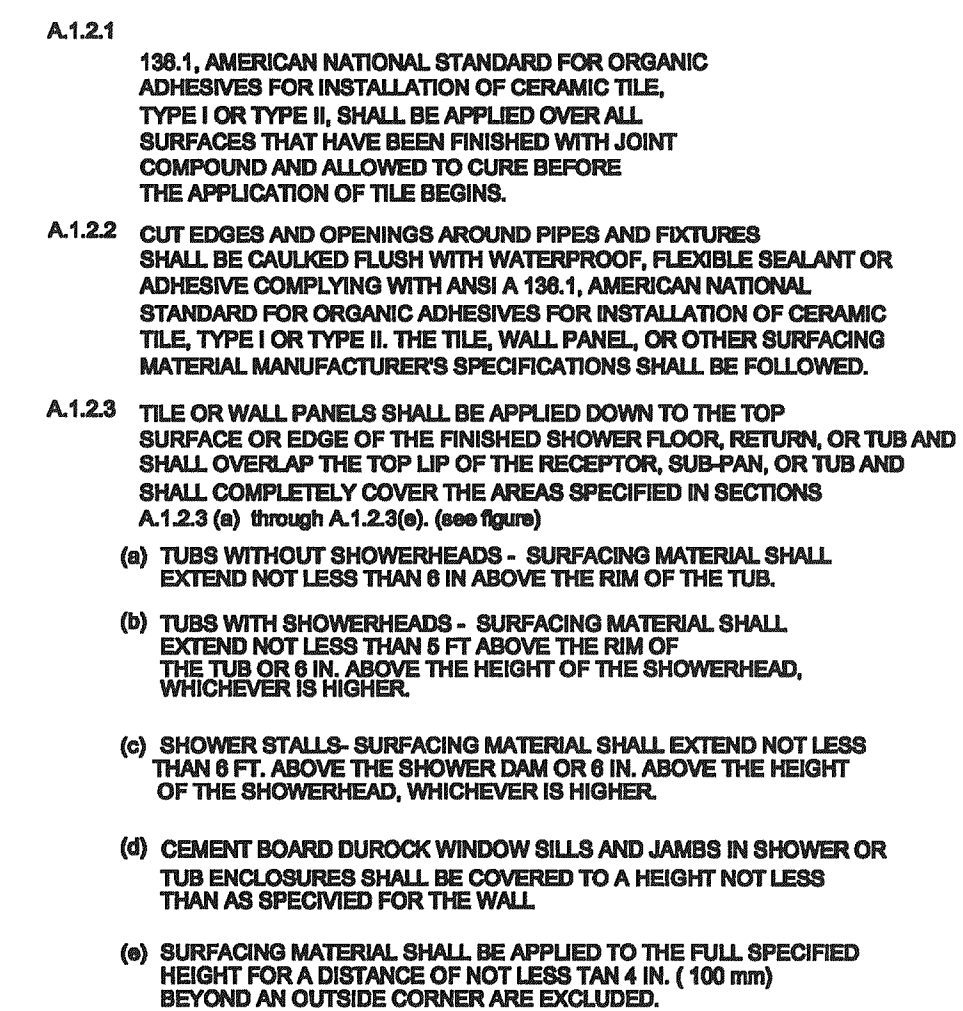 A.1.2.1
136.1, AMERICAN NATIONAL STANDARD FOR ORGANIC
ADHESIVES FOR INSTALLATION OF CERAMIC TILE,
TYPE I OR TYPE II, SHALL BE APPLIED OVER ALL
SURFACES THAT HAVE BEEN FINISHED WITH JOINT
COMPOUND AND ALLOWED TO CURE BEFORE
THE APPLICATION OF TILE BEGINS.
A.1.2.2 CUT EDGES AND OPENINGS AROUND PIPES AND FIXTURES
SHALL BE CAULKED FLUSH WITH WATERPROOF, FLEXIBLE SEALANT OR
ADHESIVE COMPLYING WITH ANSI A 136.1, AMERICAN NATIONAL
STANDARD FOR ORGANIC ADHESIVES FOR INSTALLATION OF CERAMIC
TILE, TYPE I OR TYPE II. THE TILE, WALL PANEL, OR OTHER SURFACING
MATERIAL MANUFACTURER'S SPECIFICATIONS SHALL BE FOLLOWED.
A.1.2.3 TILE OR WALL PANELS SHALL BE APPLIED DOWN TO THE TOP
SURFACE OR EDGE OF THE FINISHED SHOWER FLOOR, RETURN, OR TUB AND
SHALL OVERLAP THE TOP LIP OF THE RECEPTOR, SUB-PAN, OR TUB AND
SHALL COMPLETELY COVER THE AREAS SPECIFIED IN SECTIONS
A.1.2.3 (a) through A.1.2.3(e). (see figure)
(a) TUBS WITHOUT SHOWERHEADS - SURFACING MATERIAL SHALL
EXTEND NOT LESS THAN 6 IN ABOVE THE RIM OF THE TUB.
(b) TUBS WITH SHOWERHEADS - SURFACING MATERIAL SHALL
EXTEND NOT LESS THAN 5 FT ABOVE THE RIM OF
THE TUB OR 6 IN. ABOVE THE HEIGHT OF THE SHOWERHEAD,
WHICHEVER IS HIGHER.
(c) SHOWER STALLS- SURFACING MATERIAL SHALL EXTEND NOT LESS
THAN 6 FT. ABOVE THE SHOWER DAM OR 6 IN. ABOVE THE HEIGHT
OF THE SHOWERHEAD, WHICHEVER IS HIGHER.
(d) CEMENT BOARD DUROCK WINDOW SILLS AND JAMBS IN SHOWER OR
TUB ENCLOSURES SHALL BE COVERED TO A HEIGHT NOT LESS
THAN AS SPECIVIED FOR THE WALL
(e) SURFACING MATERIAL SHALL BE APPLIED TO THE FULL SPECIFIED
HEIGHT FOR A DISTANCE OF NOT LESS TAN 4 IN. ( 100 mm)
BEYOND AN OUTSIDE CORNER ARE EXCLUDED.